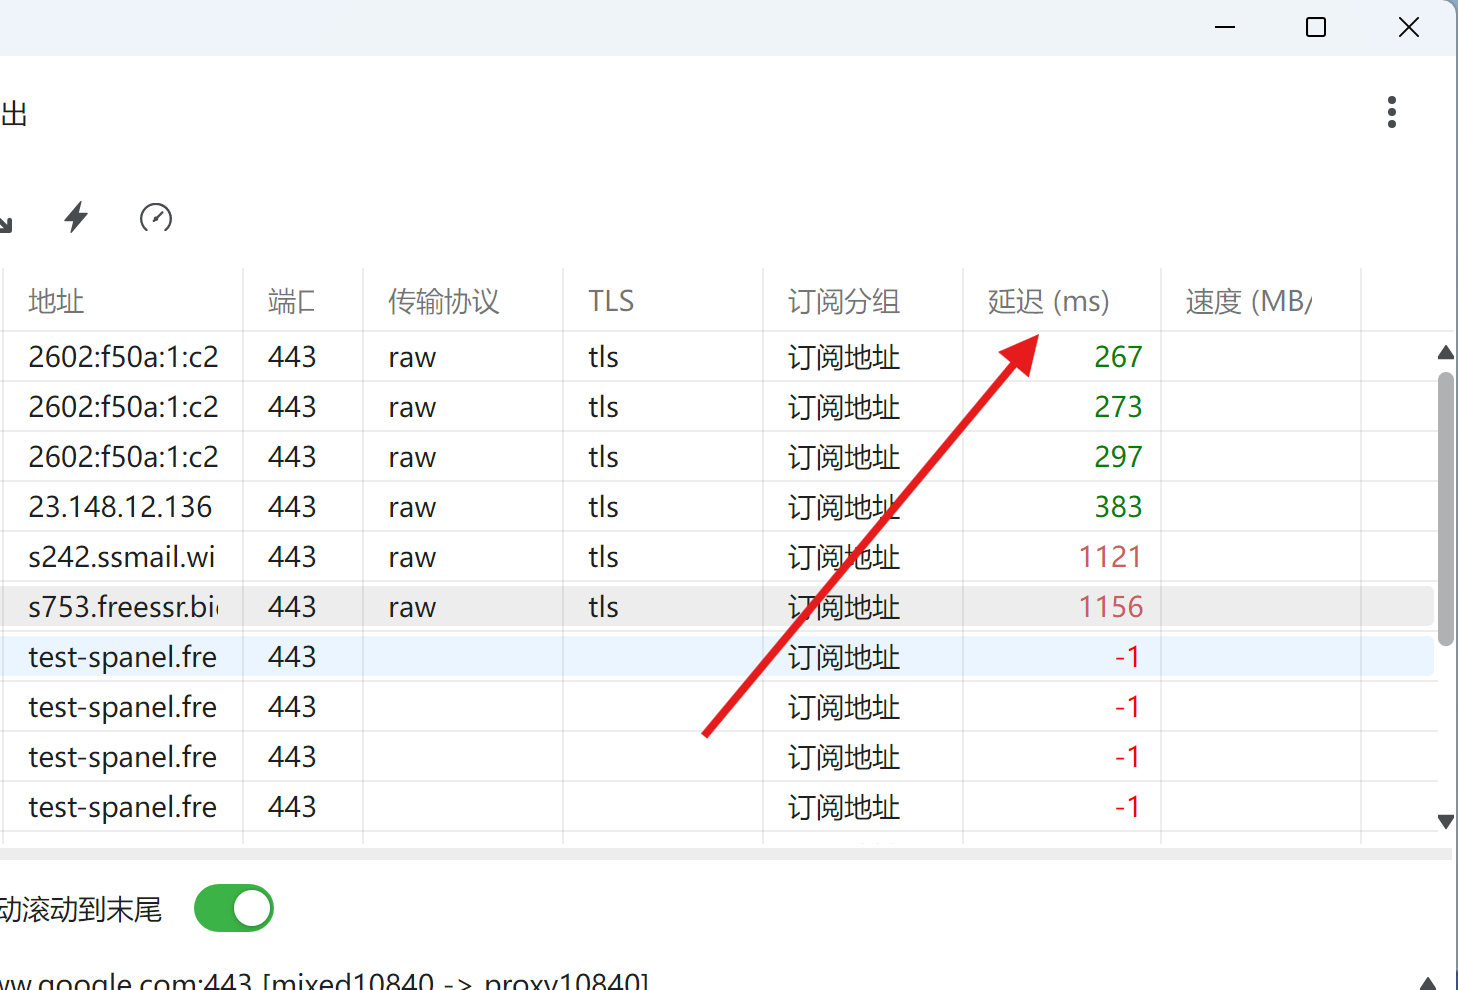 出
地址 端口 传输协议 TLS 订阅分组 延迟 (ms) 速度 (MB/
2602:f50a:1:c2 443 raw tls 订阅地址 267
2602:f50a:1:c2 443 raw tls 订阅地址 273
2602:f50a:1:c2 443 raw tls 订阅地址 297
23.148.12.136 443 raw tls 订阅地址 383
s242.ssmail.wi 443 raw tls 订阅地址 1121
s753.freessr.bi 443 raw tls 订阅地址 1156
test-spanel.fre 443 订阅地址 -1
test-spanel.fre 443 订阅地址 -1
test-spanel.fre 443 订阅地址 -1
test-spanel.fre 443 订阅地址 -1
动滚动到末尾
ww.google.com:443 [mixed10840 -> proxy10840]